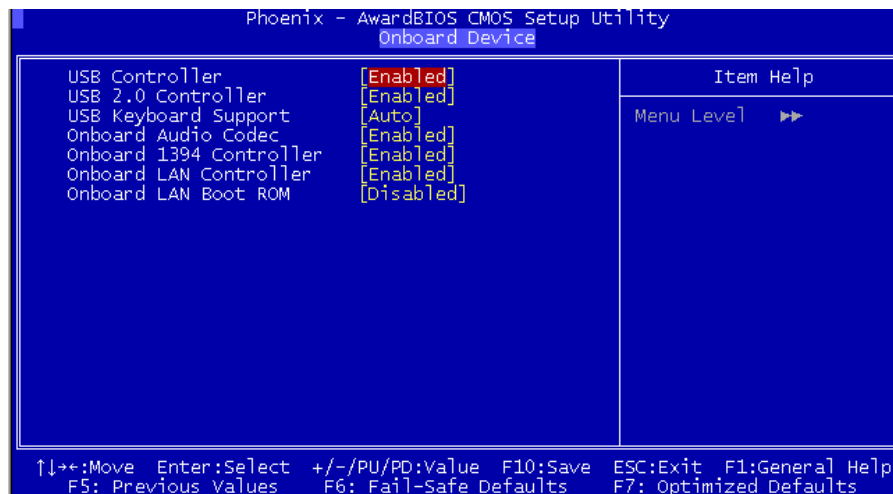 Phoenix - AwardBIOS CMOS Setup Utility
Onboard Device
USB Controller [Enabled]
USB 2.0 Controller [Enabled]
USB Keyboard Support [Auto]
Onboard Audio Codec [Enabled]
Onboard 1394 Controller [Enabled]
Onboard LAN Controller [Enabled]
Onboard LAN Boot ROM [Disabled]
Item Help
Menu Level ▶▶
↑↓→←:Move Enter:Select +/-/PU/PD:Value F10:Save ESC:Exit F1:General Help
F5: Previous Values F6: Fail-Safe Defaults F7: Optimized Defaults